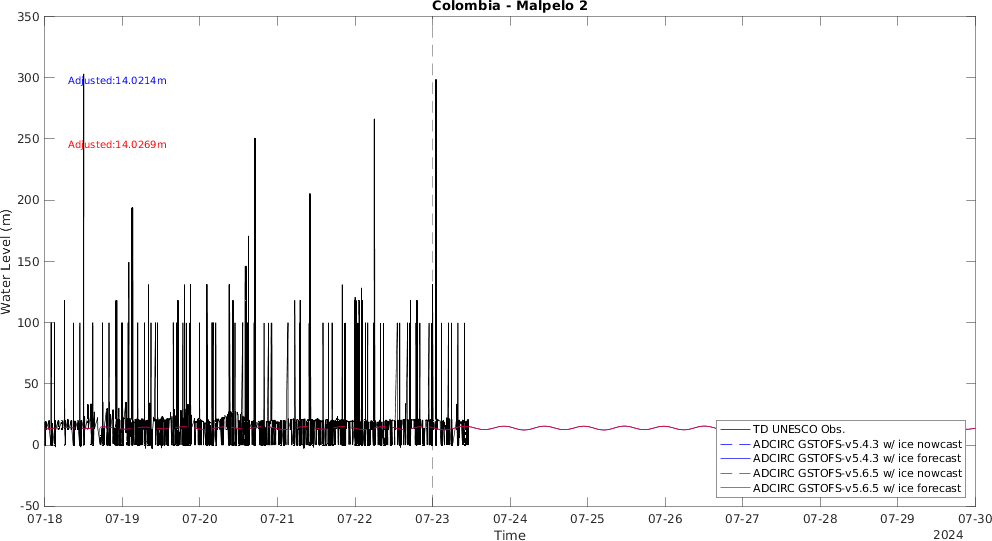 Colombia - Malpelo 2
350
300
250
200
150
100
50
0
-50
Water Level (m)
Adjusted:14.0214m
Adjusted:14.0269m
TD UNESCO Obs.
ADCIRC GSTOFS-v5.4.3 w/ ice nowcast
ADCIRC GSTOFS-v5.4.3 w/ ice forecast
ADCIRC GSTOFS-v5.6.5 w/ ice nowcast
ADCIRC GSTOFS-v5.6.5 w/ ice forecast
07-18 07-19 07-20 07-21 07-22 07-23 07-24 07-25 07-26 07-27 07-28 07-29 07-30
Time
2024